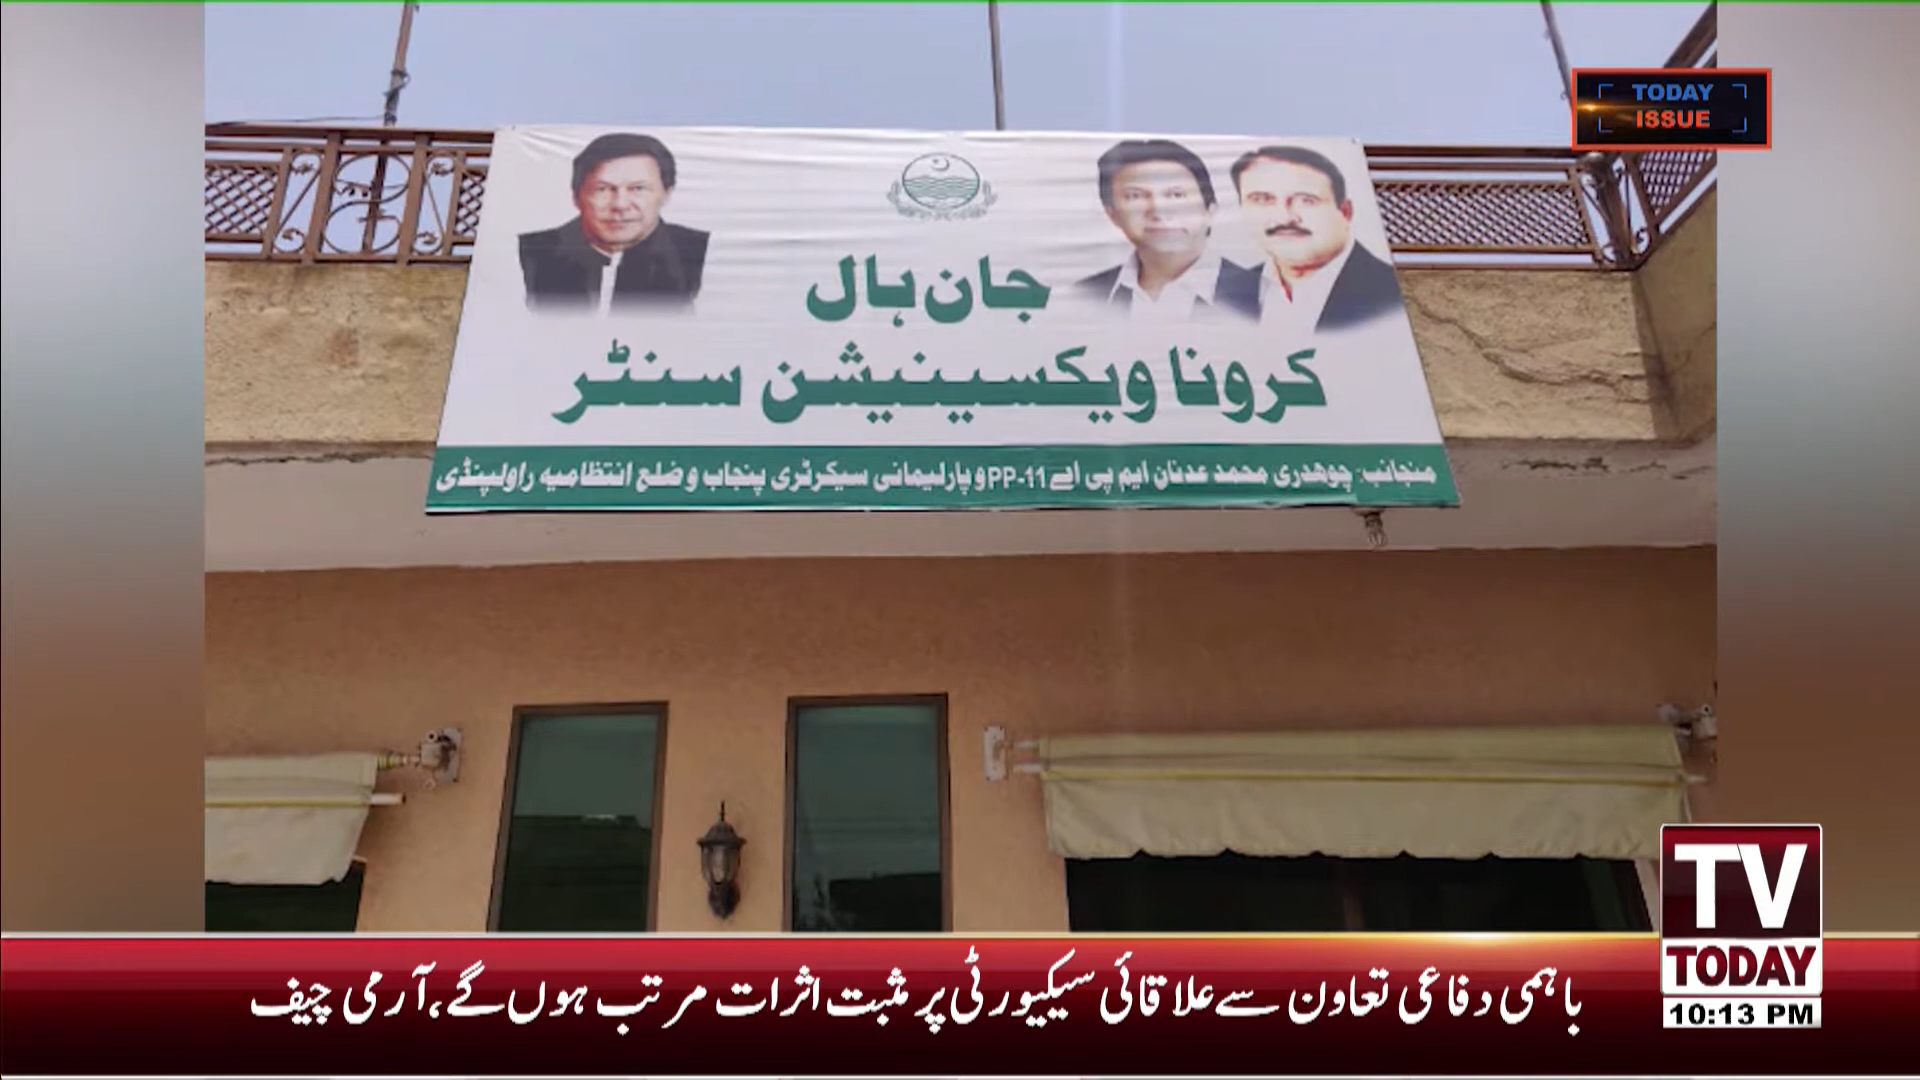 TODAY
ISSUE
جان ہال
کرونا ویکسینیشن سنٹر
منجانب: چوھدری محمد عدنان ایم پی اے PP-11 و پارلیمانی سیکرٹری پنجاب و ضلع انتظامیہ راولپنڈی
TV
TODAY
10:13 PM
باہمی دفاعی تعاون سے علاقائی سیکیورٹی پر مثبت اثرات مرتب ہوں گے، آرمی چیف